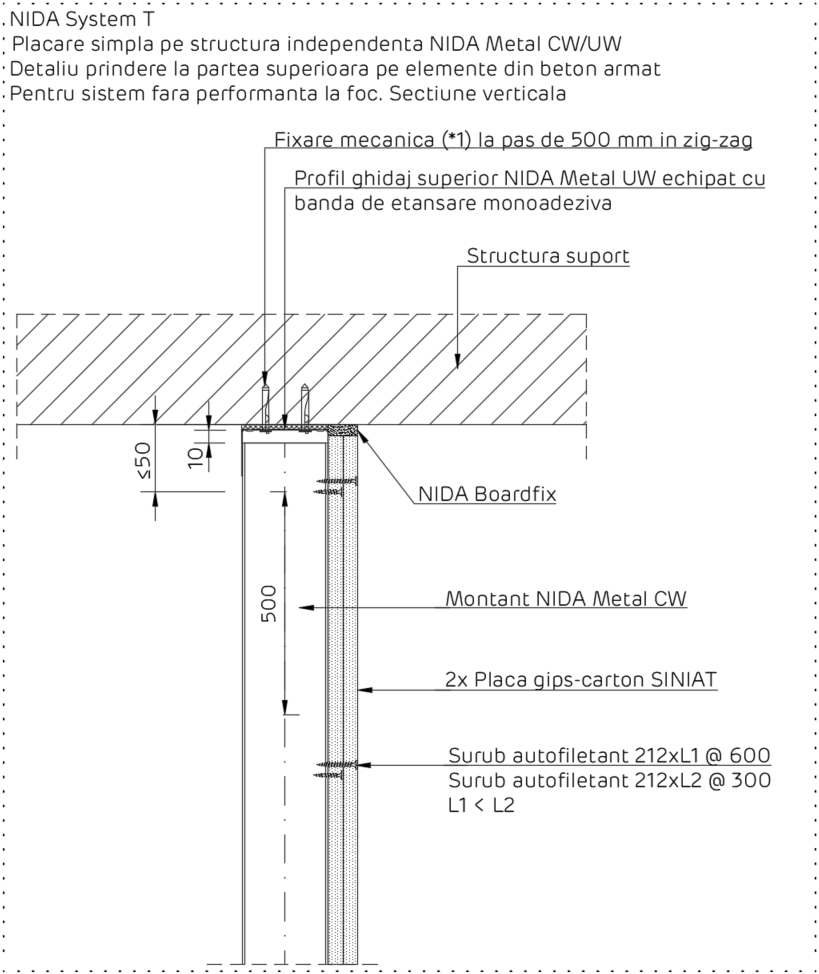 NIDA System T
Placare simpla pe structura independenta NIDA Metal CW/UW
Detaliu prindere la partea superioara pe elemente din beton armat
Pentru sistem fara performanta la foc. Sectiune verticala
Fixare mecanica (*1) la pas de 500 mm in zig-zag
Profil ghidaj superior NIDA Metal UW echipat cu
banda de etansare monoadeziva
Structura suport
≤50
10
NIDA Boardfix
500
Montant NIDA Metal CW
2x Placa gips-carton SINIAT
Surub autofiletant 212xL1 @ 600
Surub autofiletant 212xL2 @ 300
L1 < L2